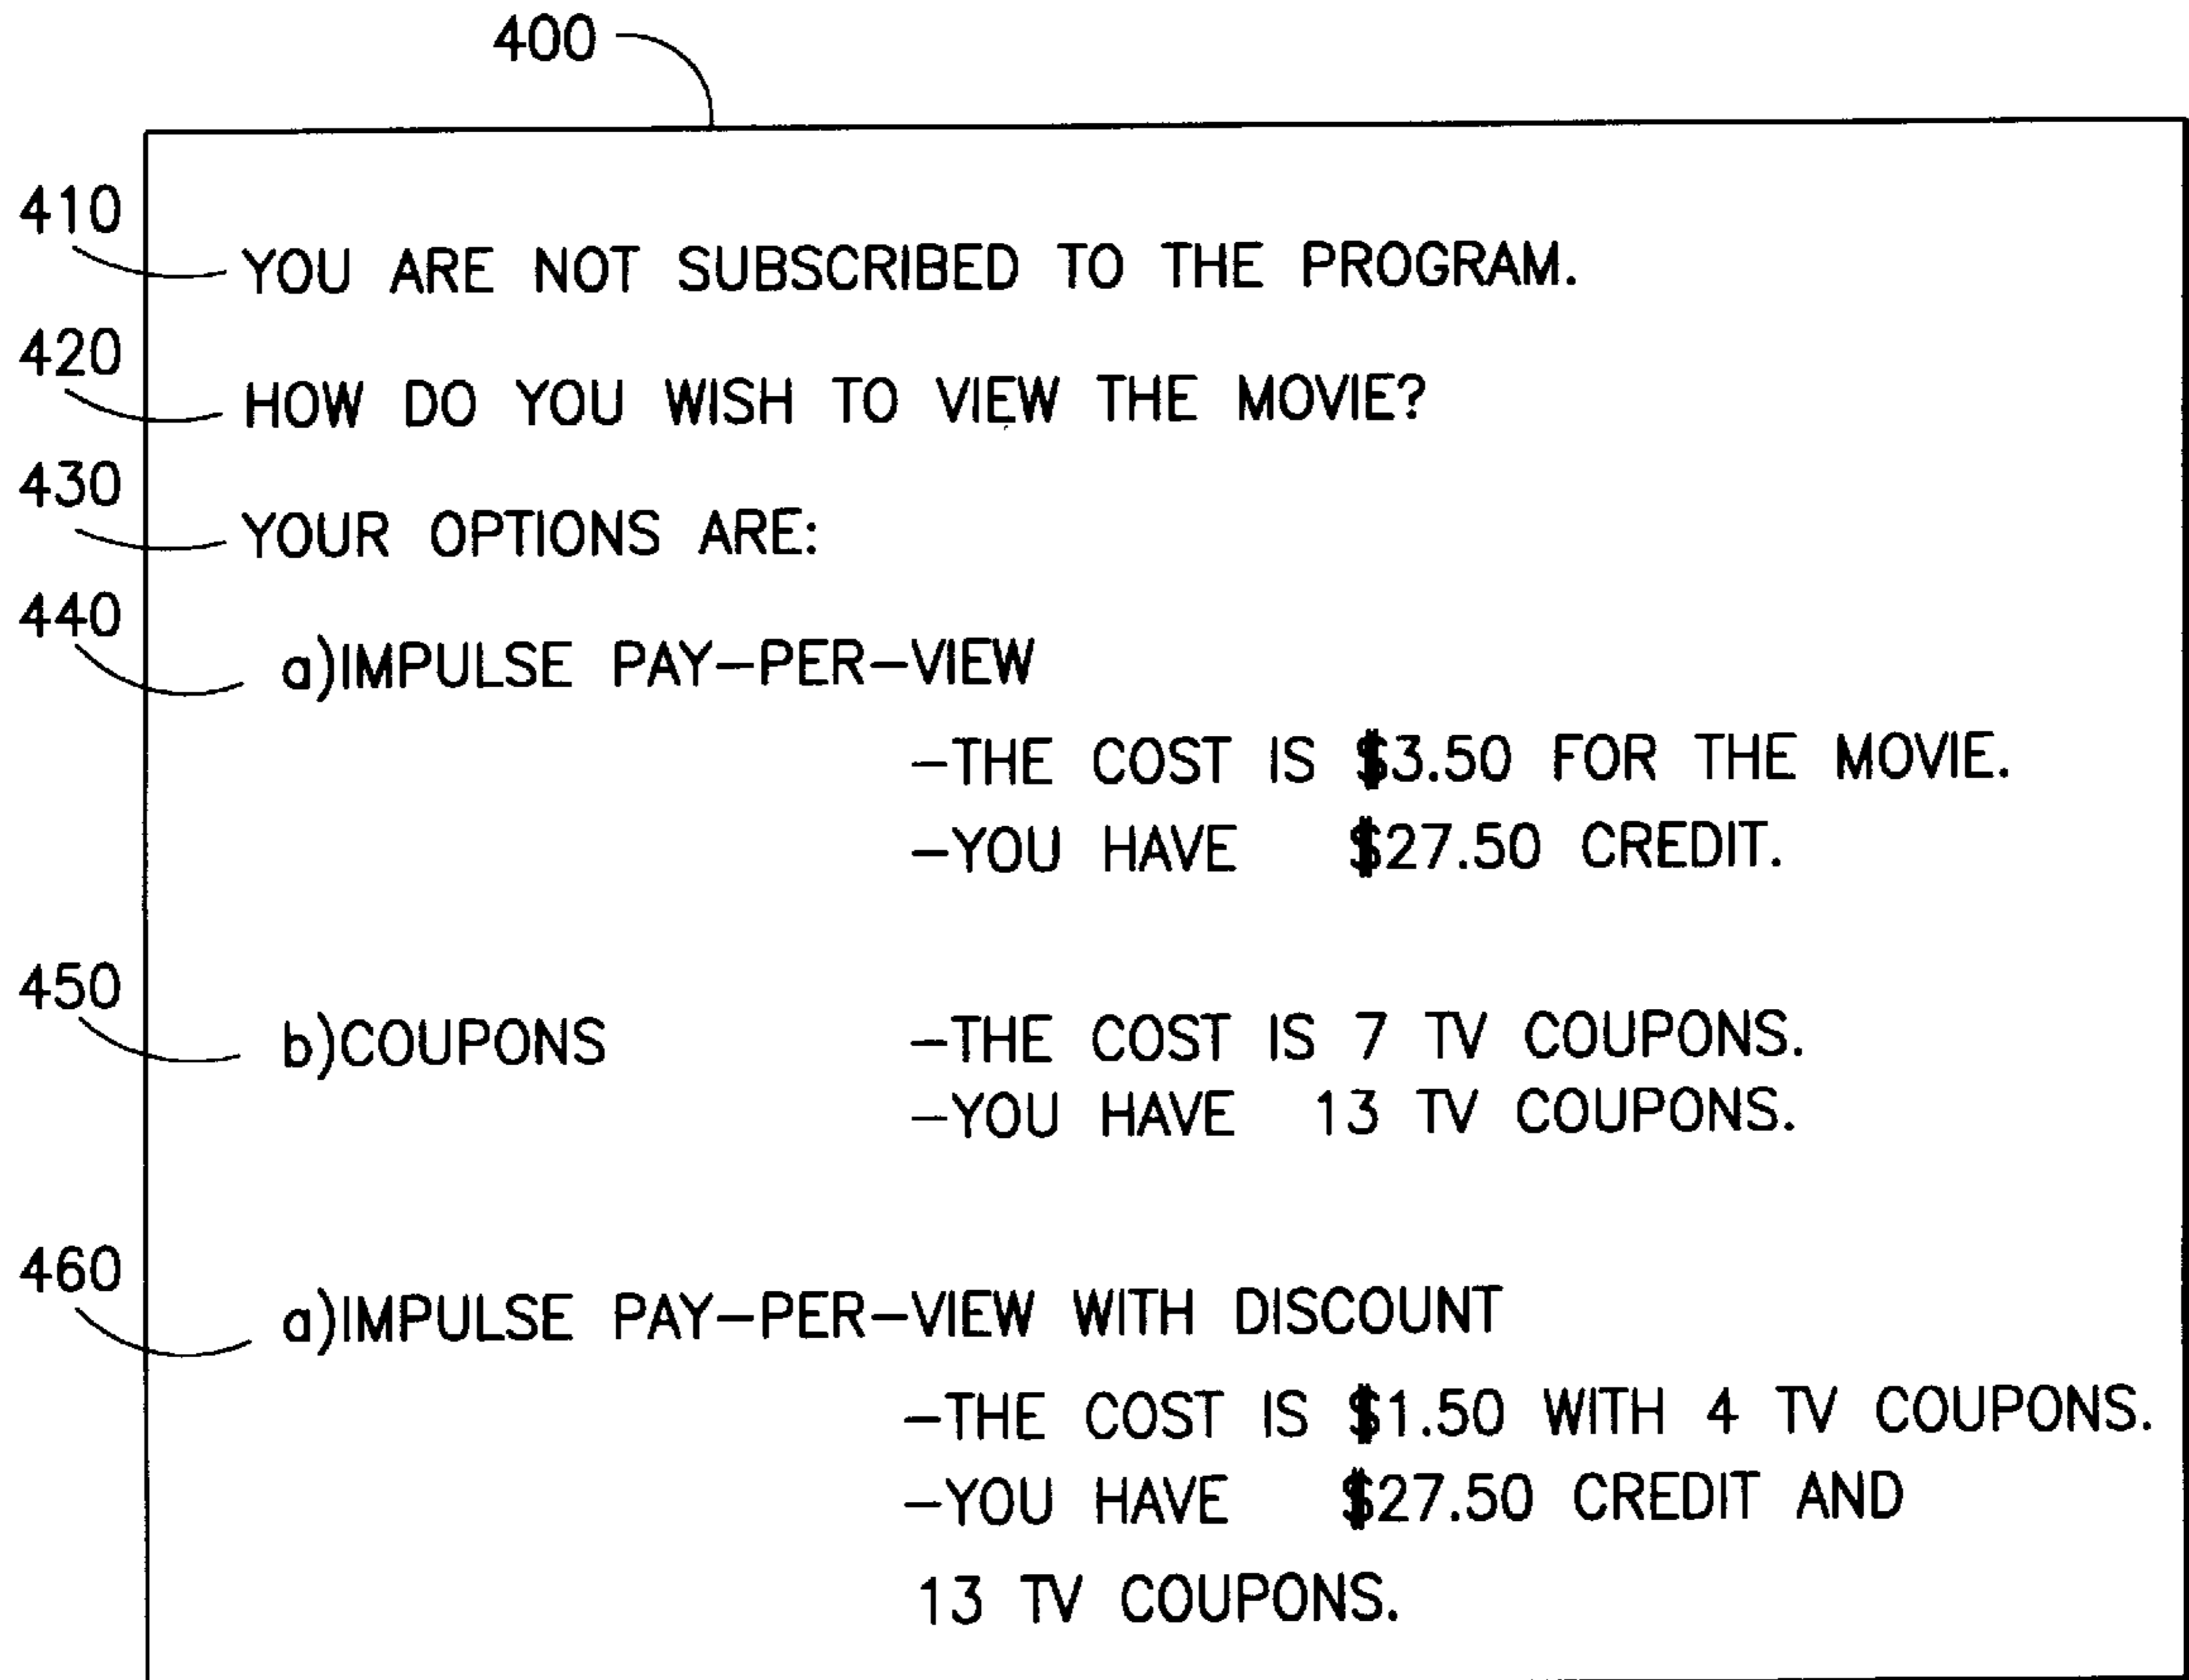 400
410
YOU ARE NOT SUBSCRIBED TO THE PROGRAM.
420
HOW DO YOU WISH TO VIEW THE MOVIE?
430
YOUR OPTIONS ARE:
440
a)IMPULSE PAY-PER-VIEW
-THE COST IS $3.50 FOR THE MOVIE.
-YOU HAVE $27.50 CREDIT.
450
b)COUPONS -THE COST IS 7 TV COUPONS.
-YOU HAVE 13 TV COUPONS.
460
a)IMPULSE PAY-PER-VIEW WITH DISCOUNT
-THE COST IS $1.50 WITH 4 TV COUPONS.
-YOU HAVE $27.50 CREDIT AND
13 TV COUPONS.